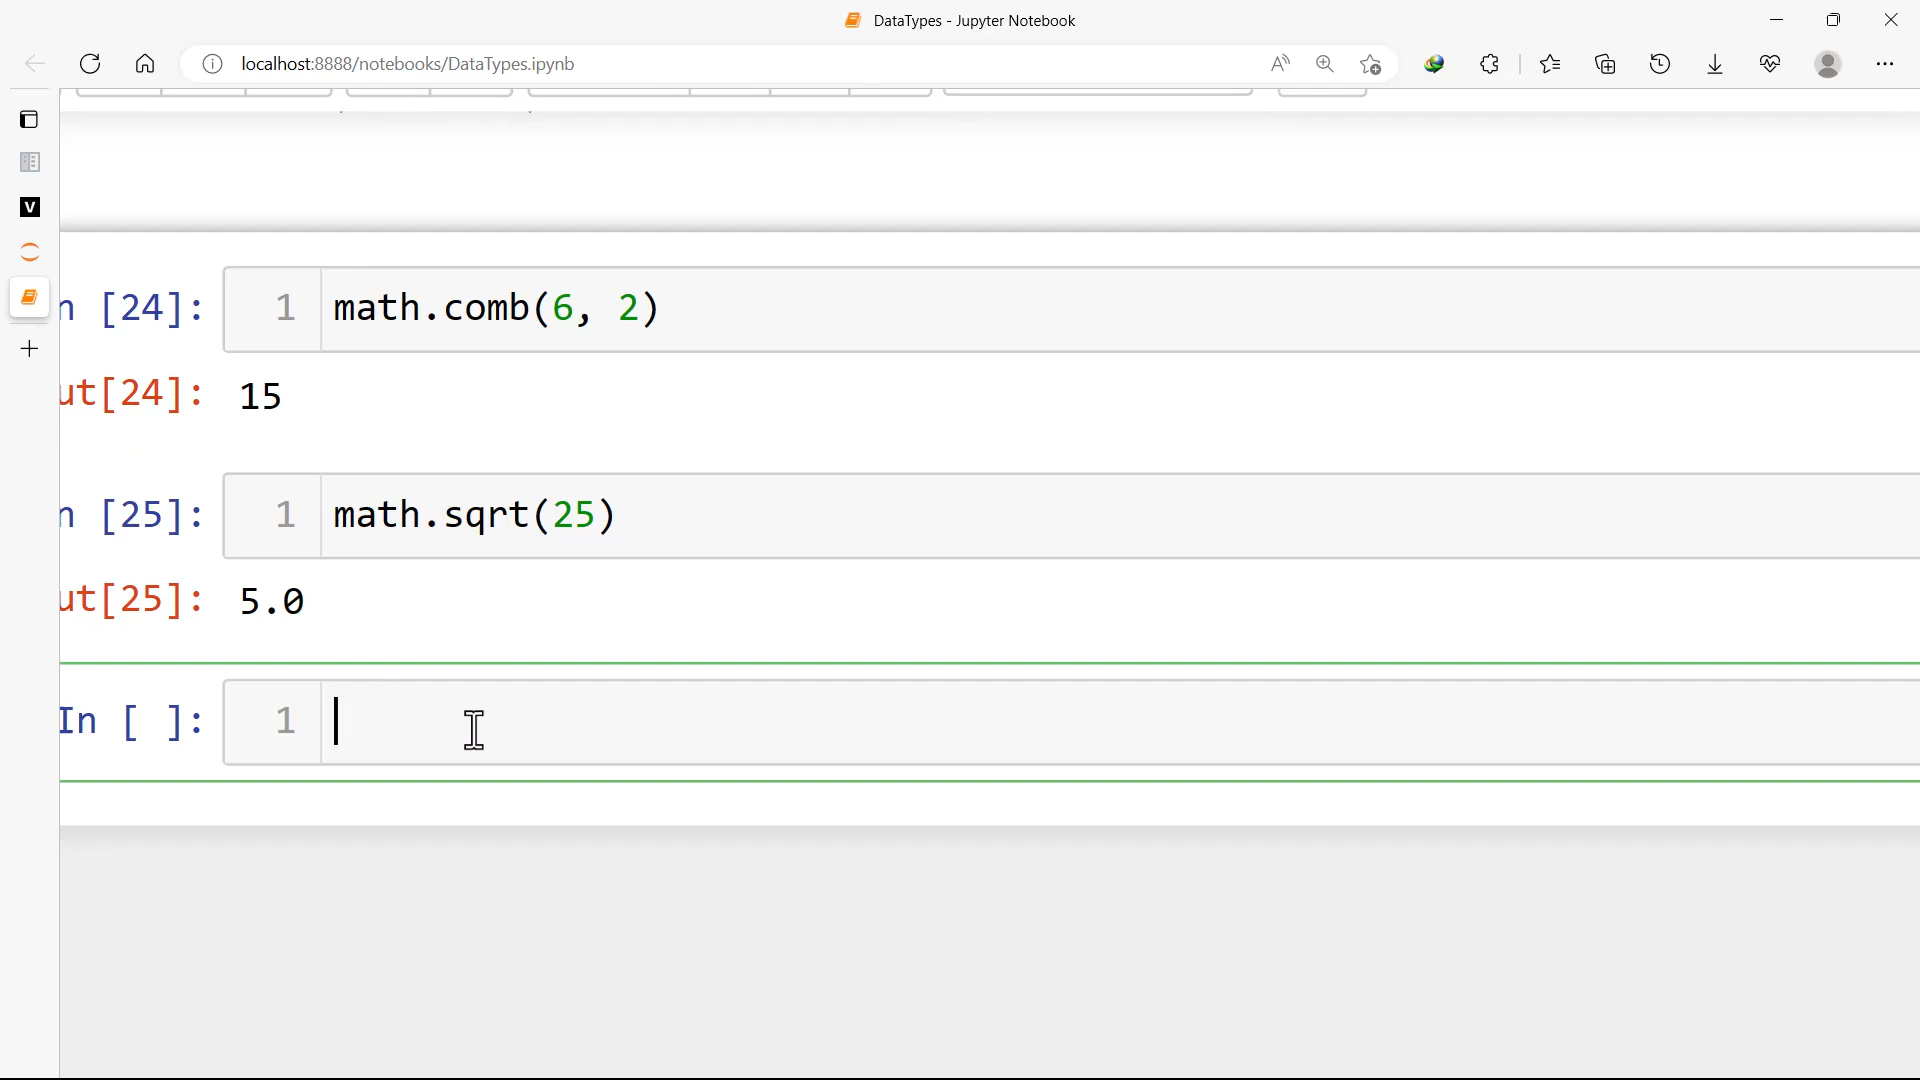 DataTypes - Jupyter Notebook
localhost:8888/notebooks/DataTypes.ipynb
V
n [24]: 1 math.comb(6, 2)
ut[24]: 15
n [25]: 1 math.sqrt(25)
ut[25]: 5.0
In [ ]: 1